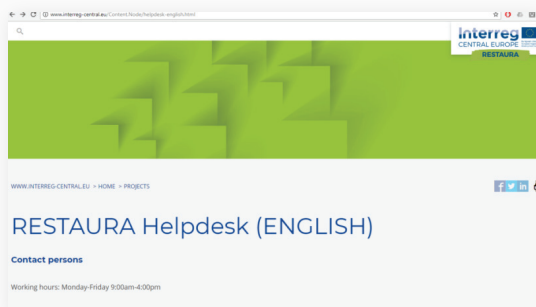 www.interreg-central.eu/Content.Node/helpdesk-english.html
Interreg
CENTRAL EUROPE
RESTAURA
WWW.INTERREG-CENTRAL.EU > HOME > PROJECTS
RESTAURA Helpdesk (ENGLISH)
Contact persons
Working hours: Monday-Friday 9:00am-4:00pm